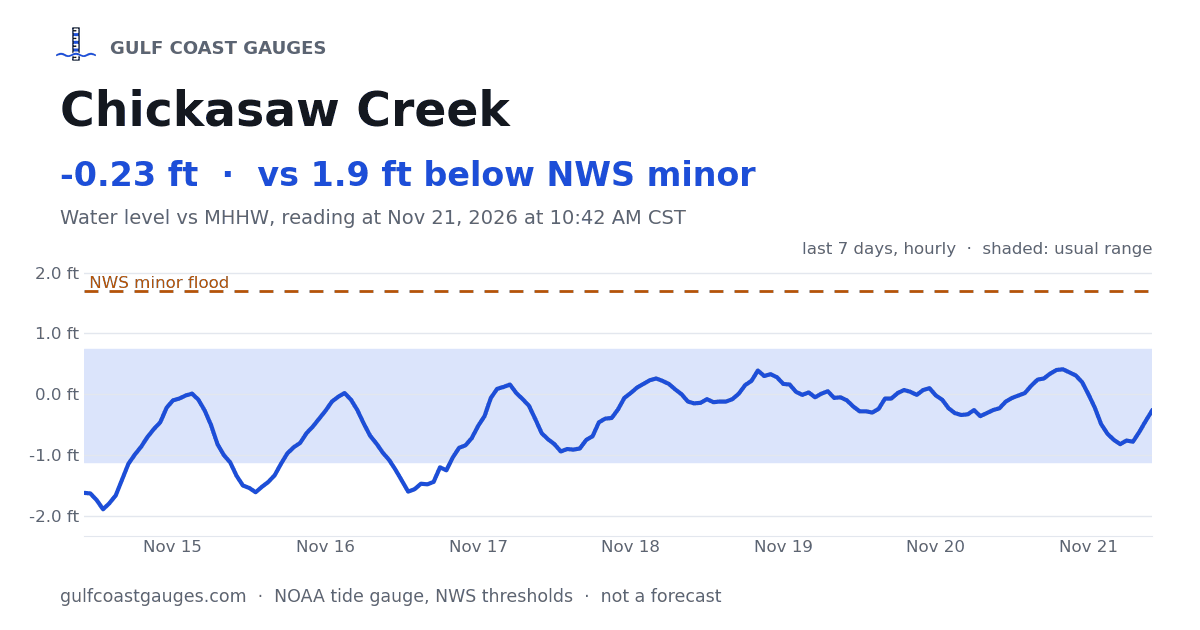 GULF COAST GAUGES
Chickasaw Creek
-0.23 ft · vs 1.9 ft below NWS minor
Water level vs MHHW, reading at Nov 21, 2026 at 10:42 AM CST
last 7 days, hourly · shaded: usual range
2.0 ft
NWS minor flood
1.0 ft
0.0 ft
-1.0 ft
-2.0 ft
Nov 15 Nov 16 Nov 17 Nov 18 Nov 19 Nov 20 Nov 21
gulfcoastgauges.com · NOAA tide gauge, NWS thresholds · not a forecast